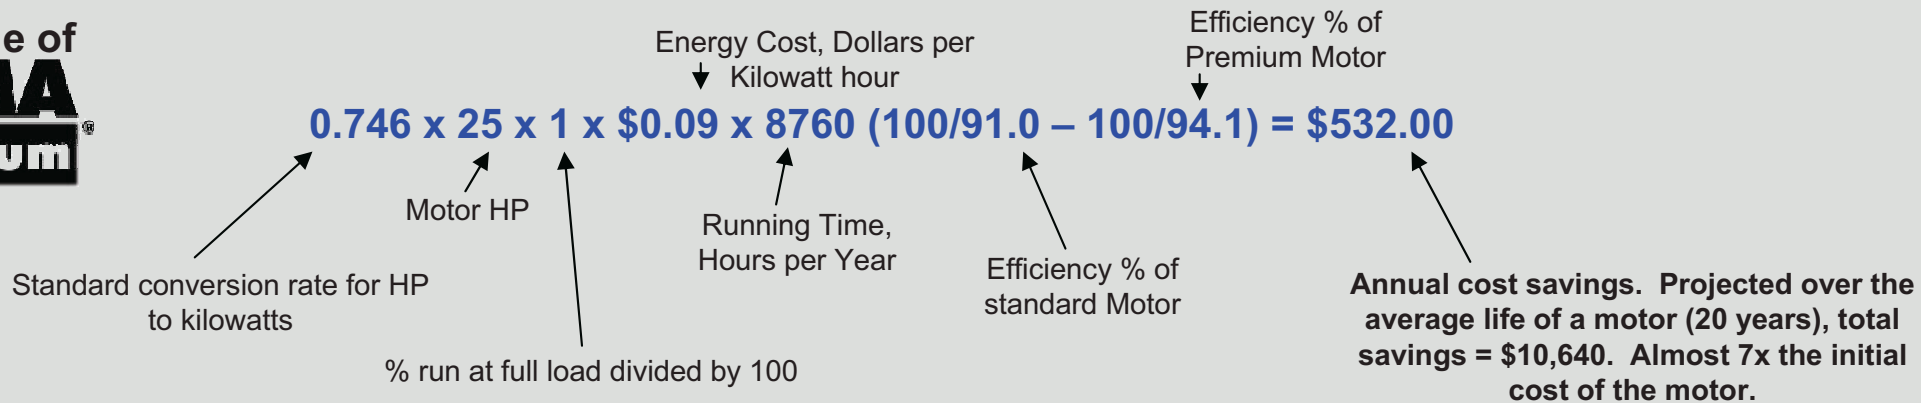 e of
Energy Cost, Dollars per
Kilowatt hour
Efficiency % of
Premium Motor
®
0.746 x 25 x 1 x $0.09 x 8760 (100/91.0 – 100/94.1) = $532.00
Motor HP
Running Time,
Hours per Year
Efficiency % of
standard Motor
Standard conversion rate for HP
to kilowatts
% run at full load divided by 100
Annual cost savings.  Projected over the
average life of a motor (20 years), total
savings = $10,640.  Almost 7x the initial
cost of the motor.